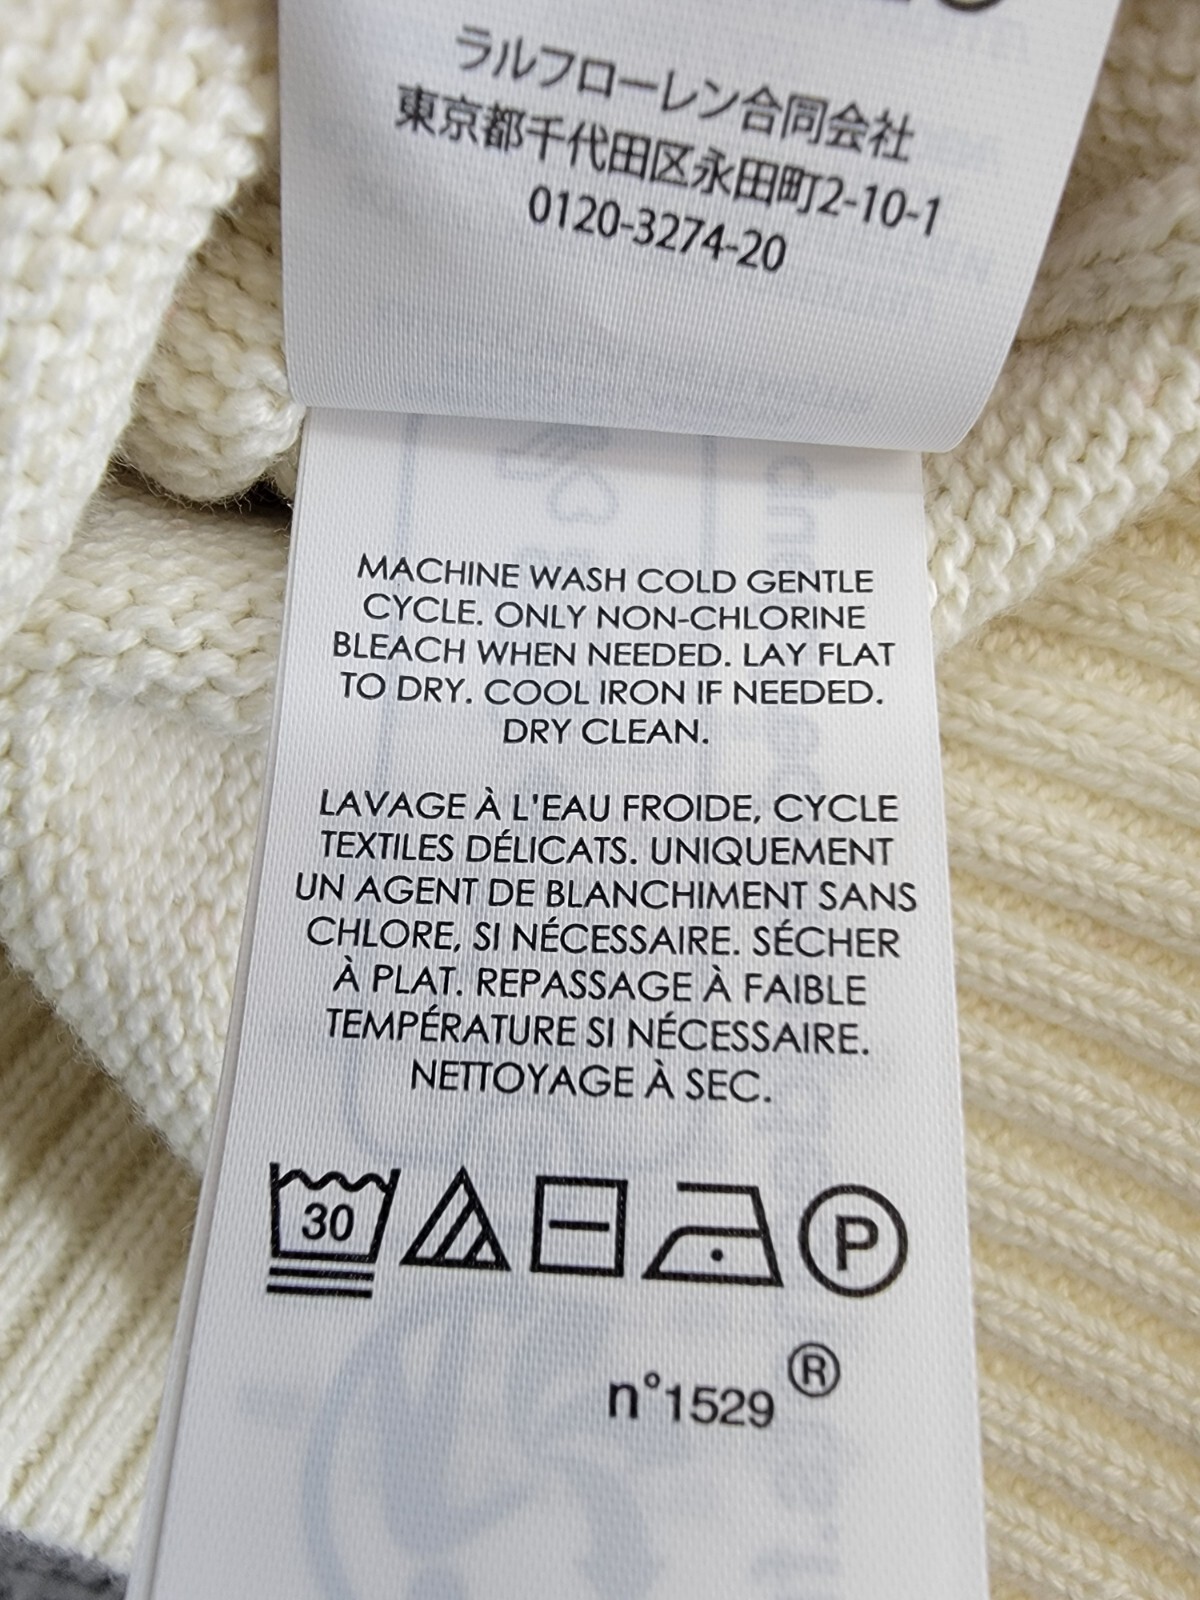 ラルフローレン合同会社
東京都千代田区永田町2-10-1
0120-3274-20
MACHINE WASH COLD GENTLE
CYCLE. ONLY NON-CHLORINE
BLEACH WHEN NEEDED. LAY FLAT
TO DRY. COOL IRON IF NEEDED.
DRY CLEAN.
LAVAGE À L'EAU FROIDE, CYCLE
TEXTILES DÉLICATS. UNIQUEMENT
UN AGENT DE BLANCHIMENT SANS
CHLORE, SI NÉCESSAIRE. SÉCHER
À PLAT. REPASSAGE À FAIBLE
TEMPÉRATURE SI NÉCESSAIRE.
NETTOYAGE À SEC.
30 P
n°1529 ®